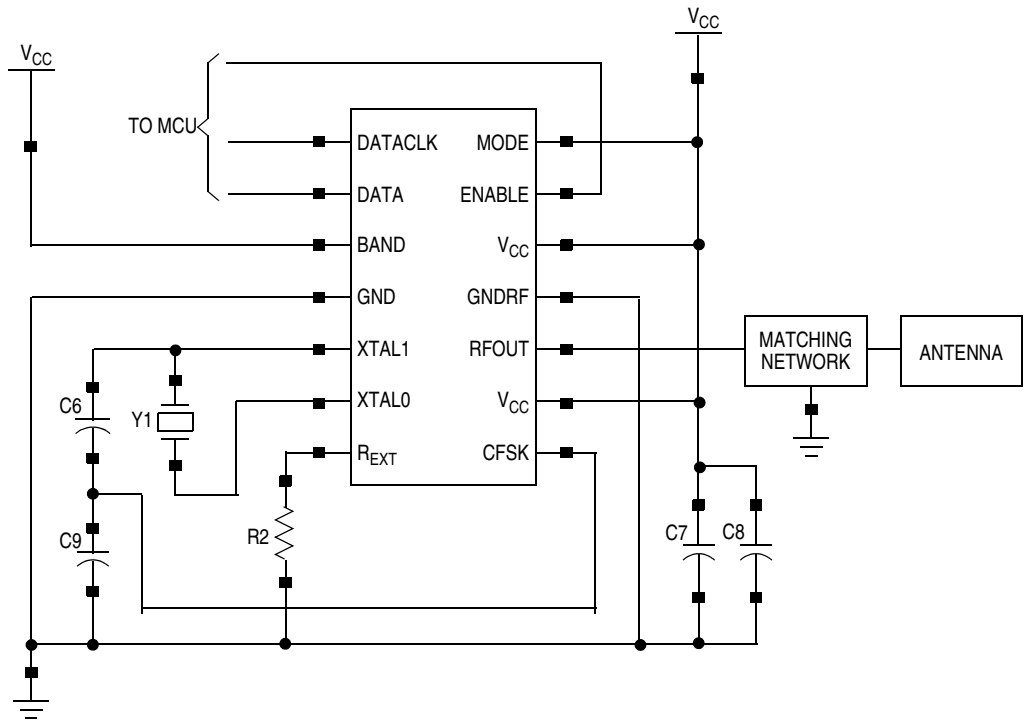 VCC
VCC
TO MCU
DATACLK MODE
DATA ENABLE
BAND VCC
GND GNDRF
XTAL1 RFOUT
MATCHING
NETWORK
ANTENNA
XTAL0 VCC
C6
Y1
REXT CFSK
R2
C9
C7
C8